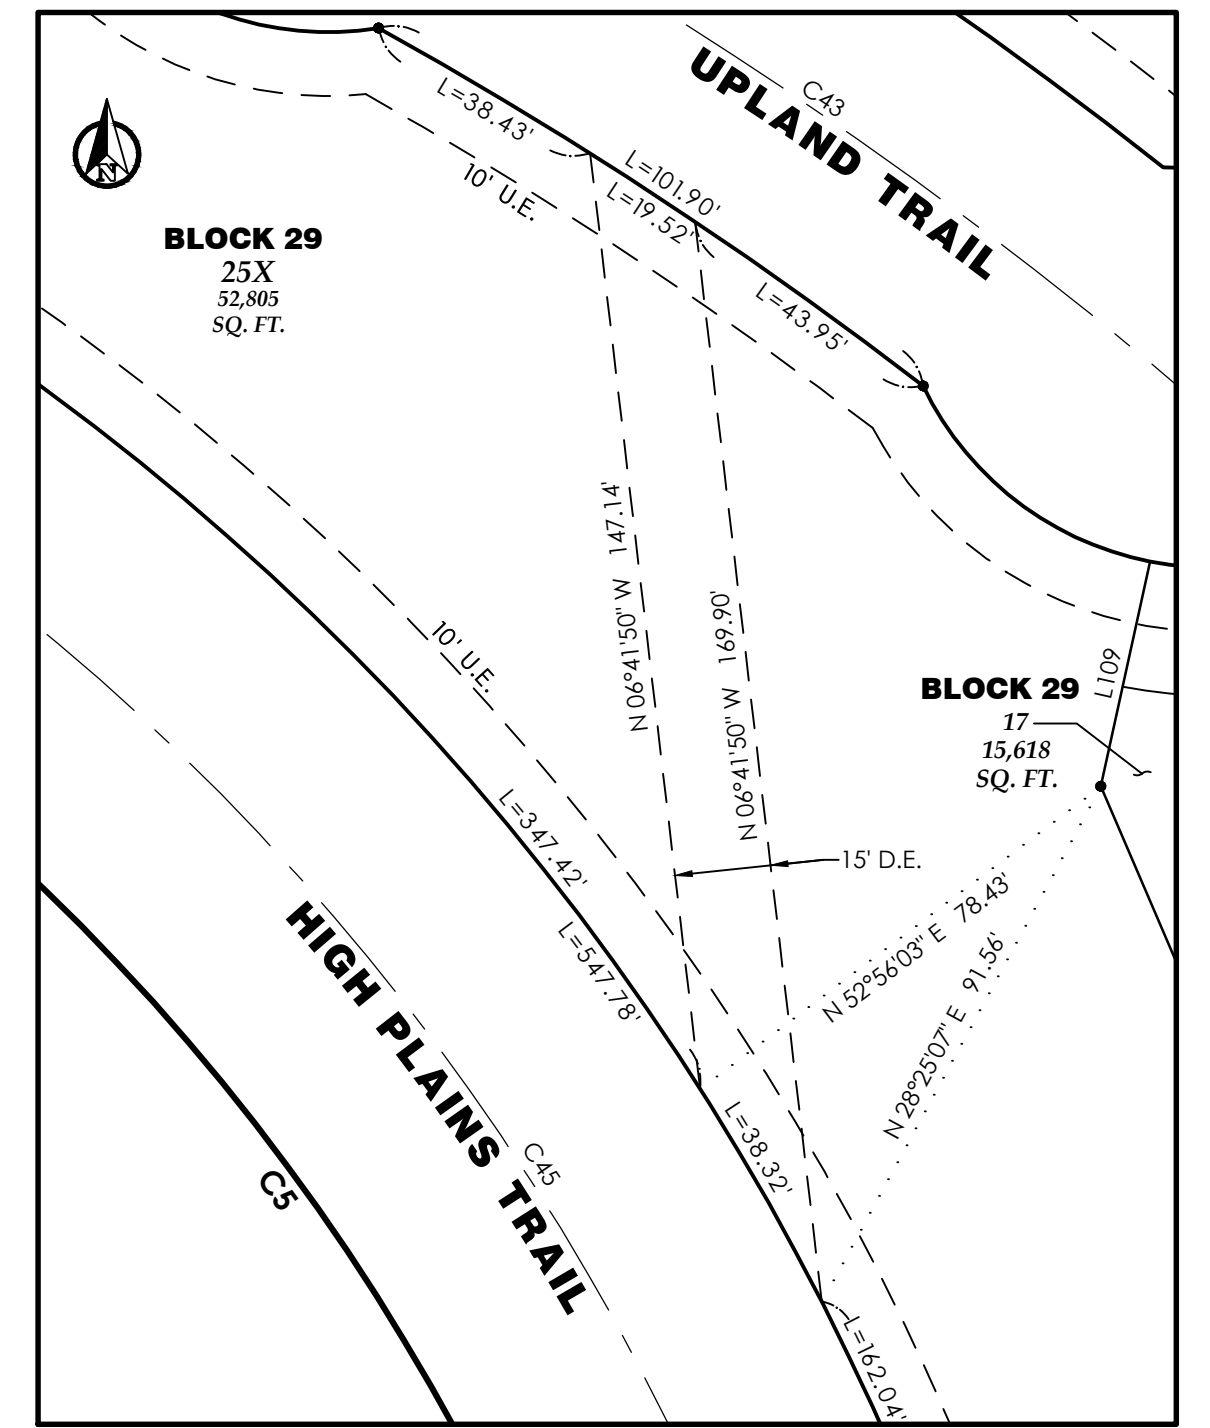 L=38.43'
C43
UPLAND TRAIL
L=101.90'
L=19.52'
10' U.E.
N
BLOCK 29
25X
52,805
SQ. FT.
L=43.95'
N 06°41'50" W 147.14'
N 06°41'50" W 169.90'
10' U.E.
L109
BLOCK 29
17
15,618
SQ. FT.
L=347.42'
15' D.E.
L=547.78'
N 52°56'03" E 78.43'
N 28°25'07" E 91.56'
HIGH PLAINS TRAIL
C45
L=38.32'
C5
L=162.04'